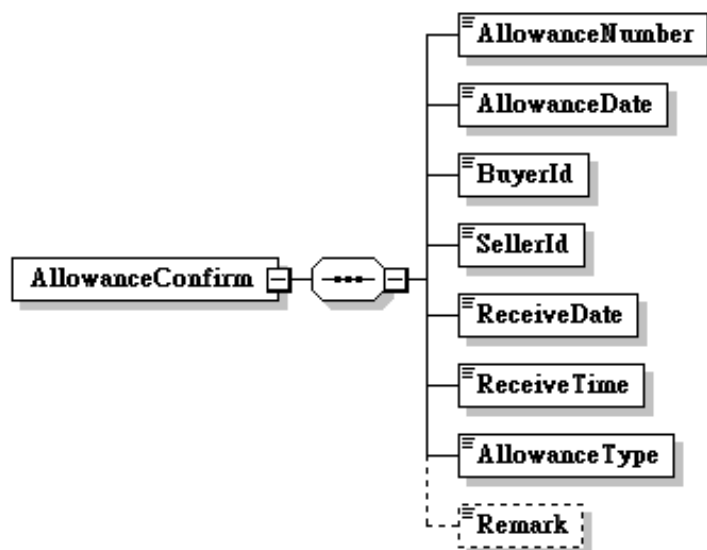 AllowanceNumber
AllowanceDate
BuyerId
SellerId
AllowanceConfirm
ReceiveDate
ReceiveTime
AllowanceType
Remark